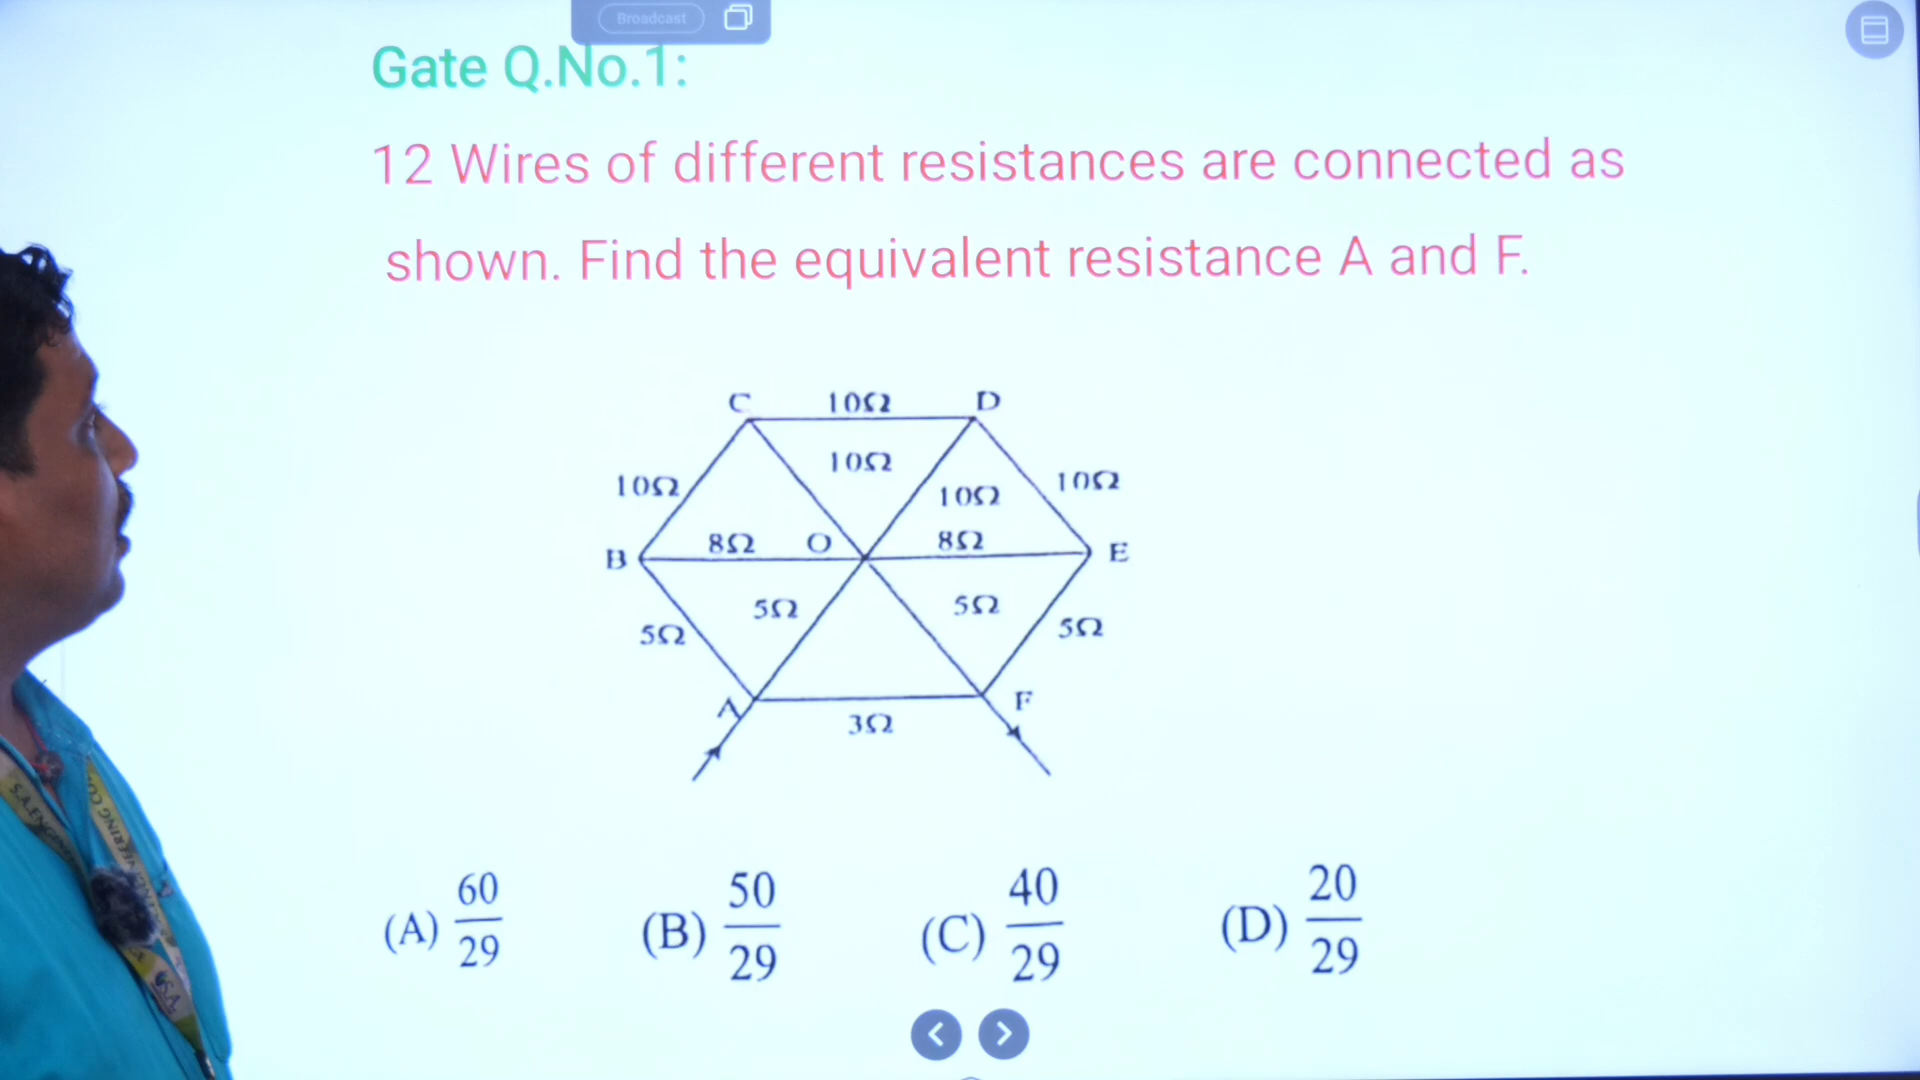 Broadcast
Gate Q.No.1:
12 Wires of different resistances are connected as
shown. Find the equivalent resistance A and F.
C 10Ω D
10Ω
10Ω 10Ω
10Ω
8Ω O 8Ω
B E
5Ω 5Ω
5Ω 5Ω
A F
3Ω
(A) 60/29 (B) 50/29 (C) 40/29 (D) 20/29